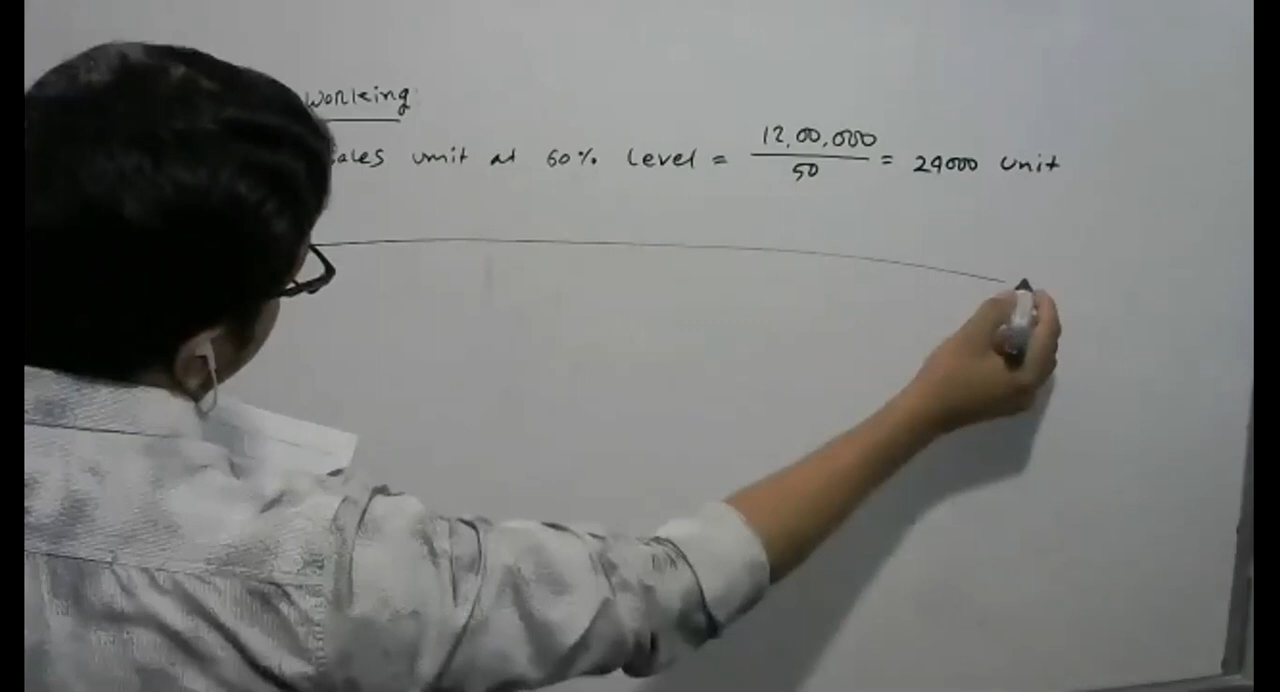 working
sales unit at 60% level = 12,00,000 / 50 = 24000 unit